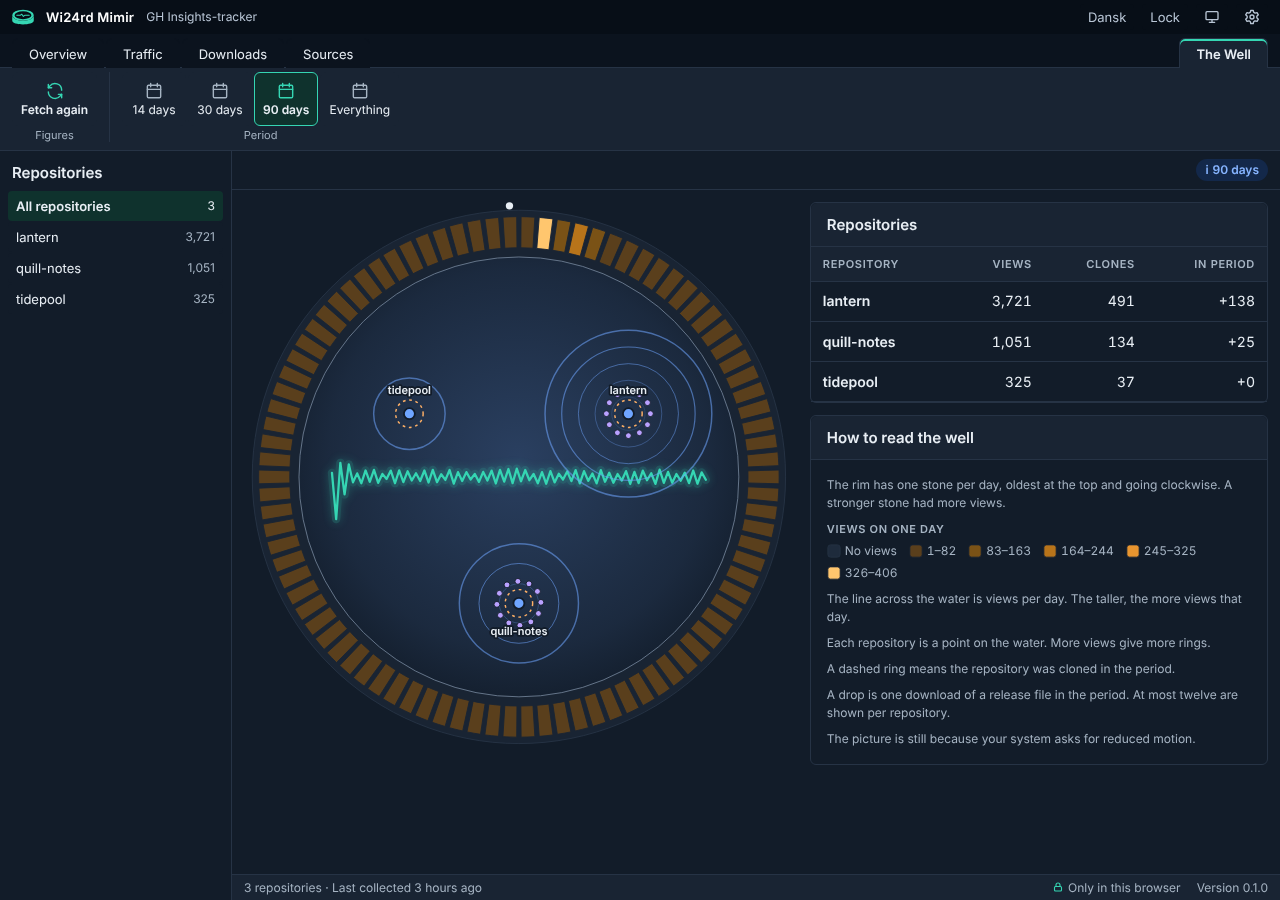 Wi24rd Mimir GH Insights-tracker Dansk Lock
Overview Traffic Downloads Sources The Well
Fetch again 14 days 30 days 90 days Everything
Figures Period
Repositories
All repositories 3
lantern 3,721
quill-notes 1,051
tidepool 325
i 90 days
tidepool
lantern
quill-notes
Repositories
REPOSITORY VIEWS CLONES IN PERIOD
lantern 3,721 491 +138
quill-notes 1,051 134 +25
tidepool 325 37 +0
How to read the well
The rim has one stone per day, oldest at the top and going clockwise. A
stronger stone had more views.
VIEWS ON ONE DAY
No views 1–82 83–163 164–244 245–325
326–406
The line across the water is views per day. The taller, the more views that
day.
Each repository is a point on the water. More views give more rings.
A dashed ring means the repository was cloned in the period.
A drop is one download of a release file in the period. At most twelve are
shown per repository.
The picture is still because your system asks for reduced motion.
3 repositories · Last collected 3 hours ago Only in this browser Version 0.1.0